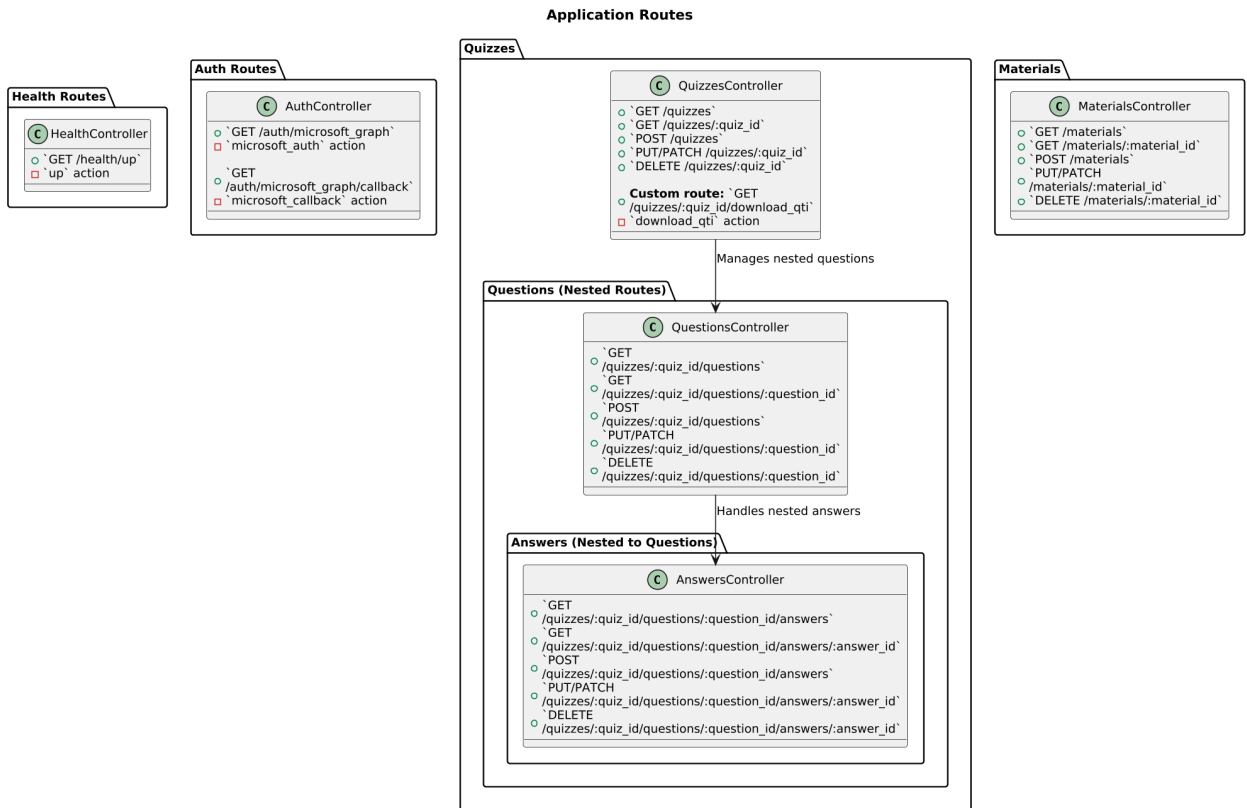 Application Routes
Health Routes
C HealthController
`GET /health/up`
`up` action
Auth Routes
C AuthController
`GET /auth/microsoft_graph`
`microsoft_auth` action
`GET
/auth/microsoft_graph/callback`
`microsoft_callback` action
Quizzes
C QuizzesController
`GET /quizzes`
`GET /quizzes/:quiz_id`
`POST /quizzes`
`PUT/PATCH /quizzes/:quiz_id`
`DELETE /quizzes/:quiz_id`
Custom route: `GET
/quizzes/:quiz_id/download_qti`
`download_qti` action
Manages nested questions
Questions (Nested Routes)
C QuestionsController
`GET
/quizzes/:quiz_id/questions`
`GET
/quizzes/:quiz_id/questions/:question_id`
`POST
/quizzes/:quiz_id/questions`
`PUT/PATCH
/quizzes/:quiz_id/questions/:question_id`
`DELETE
/quizzes/:quiz_id/questions/:question_id`
Handles nested answers
Answers (Nested to Questions)
C AnswersController
`GET
/quizzes/:quiz_id/questions/:question_id/answers`
`GET
/quizzes/:quiz_id/questions/:question_id/answers/:answer_id`
`POST
/quizzes/:quiz_id/questions/:question_id/answers`
`PUT/PATCH
/quizzes/:quiz_id/questions/:question_id/answers/:answer_id`
`DELETE
/quizzes/:quiz_id/questions/:question_id/answers/:answer_id`
Materials
C MaterialsController
`GET /materials`
`GET /materials/:material_id`
`POST /materials`
`PUT/PATCH
/materials/:material_id`
`DELETE /materials/:material_id`